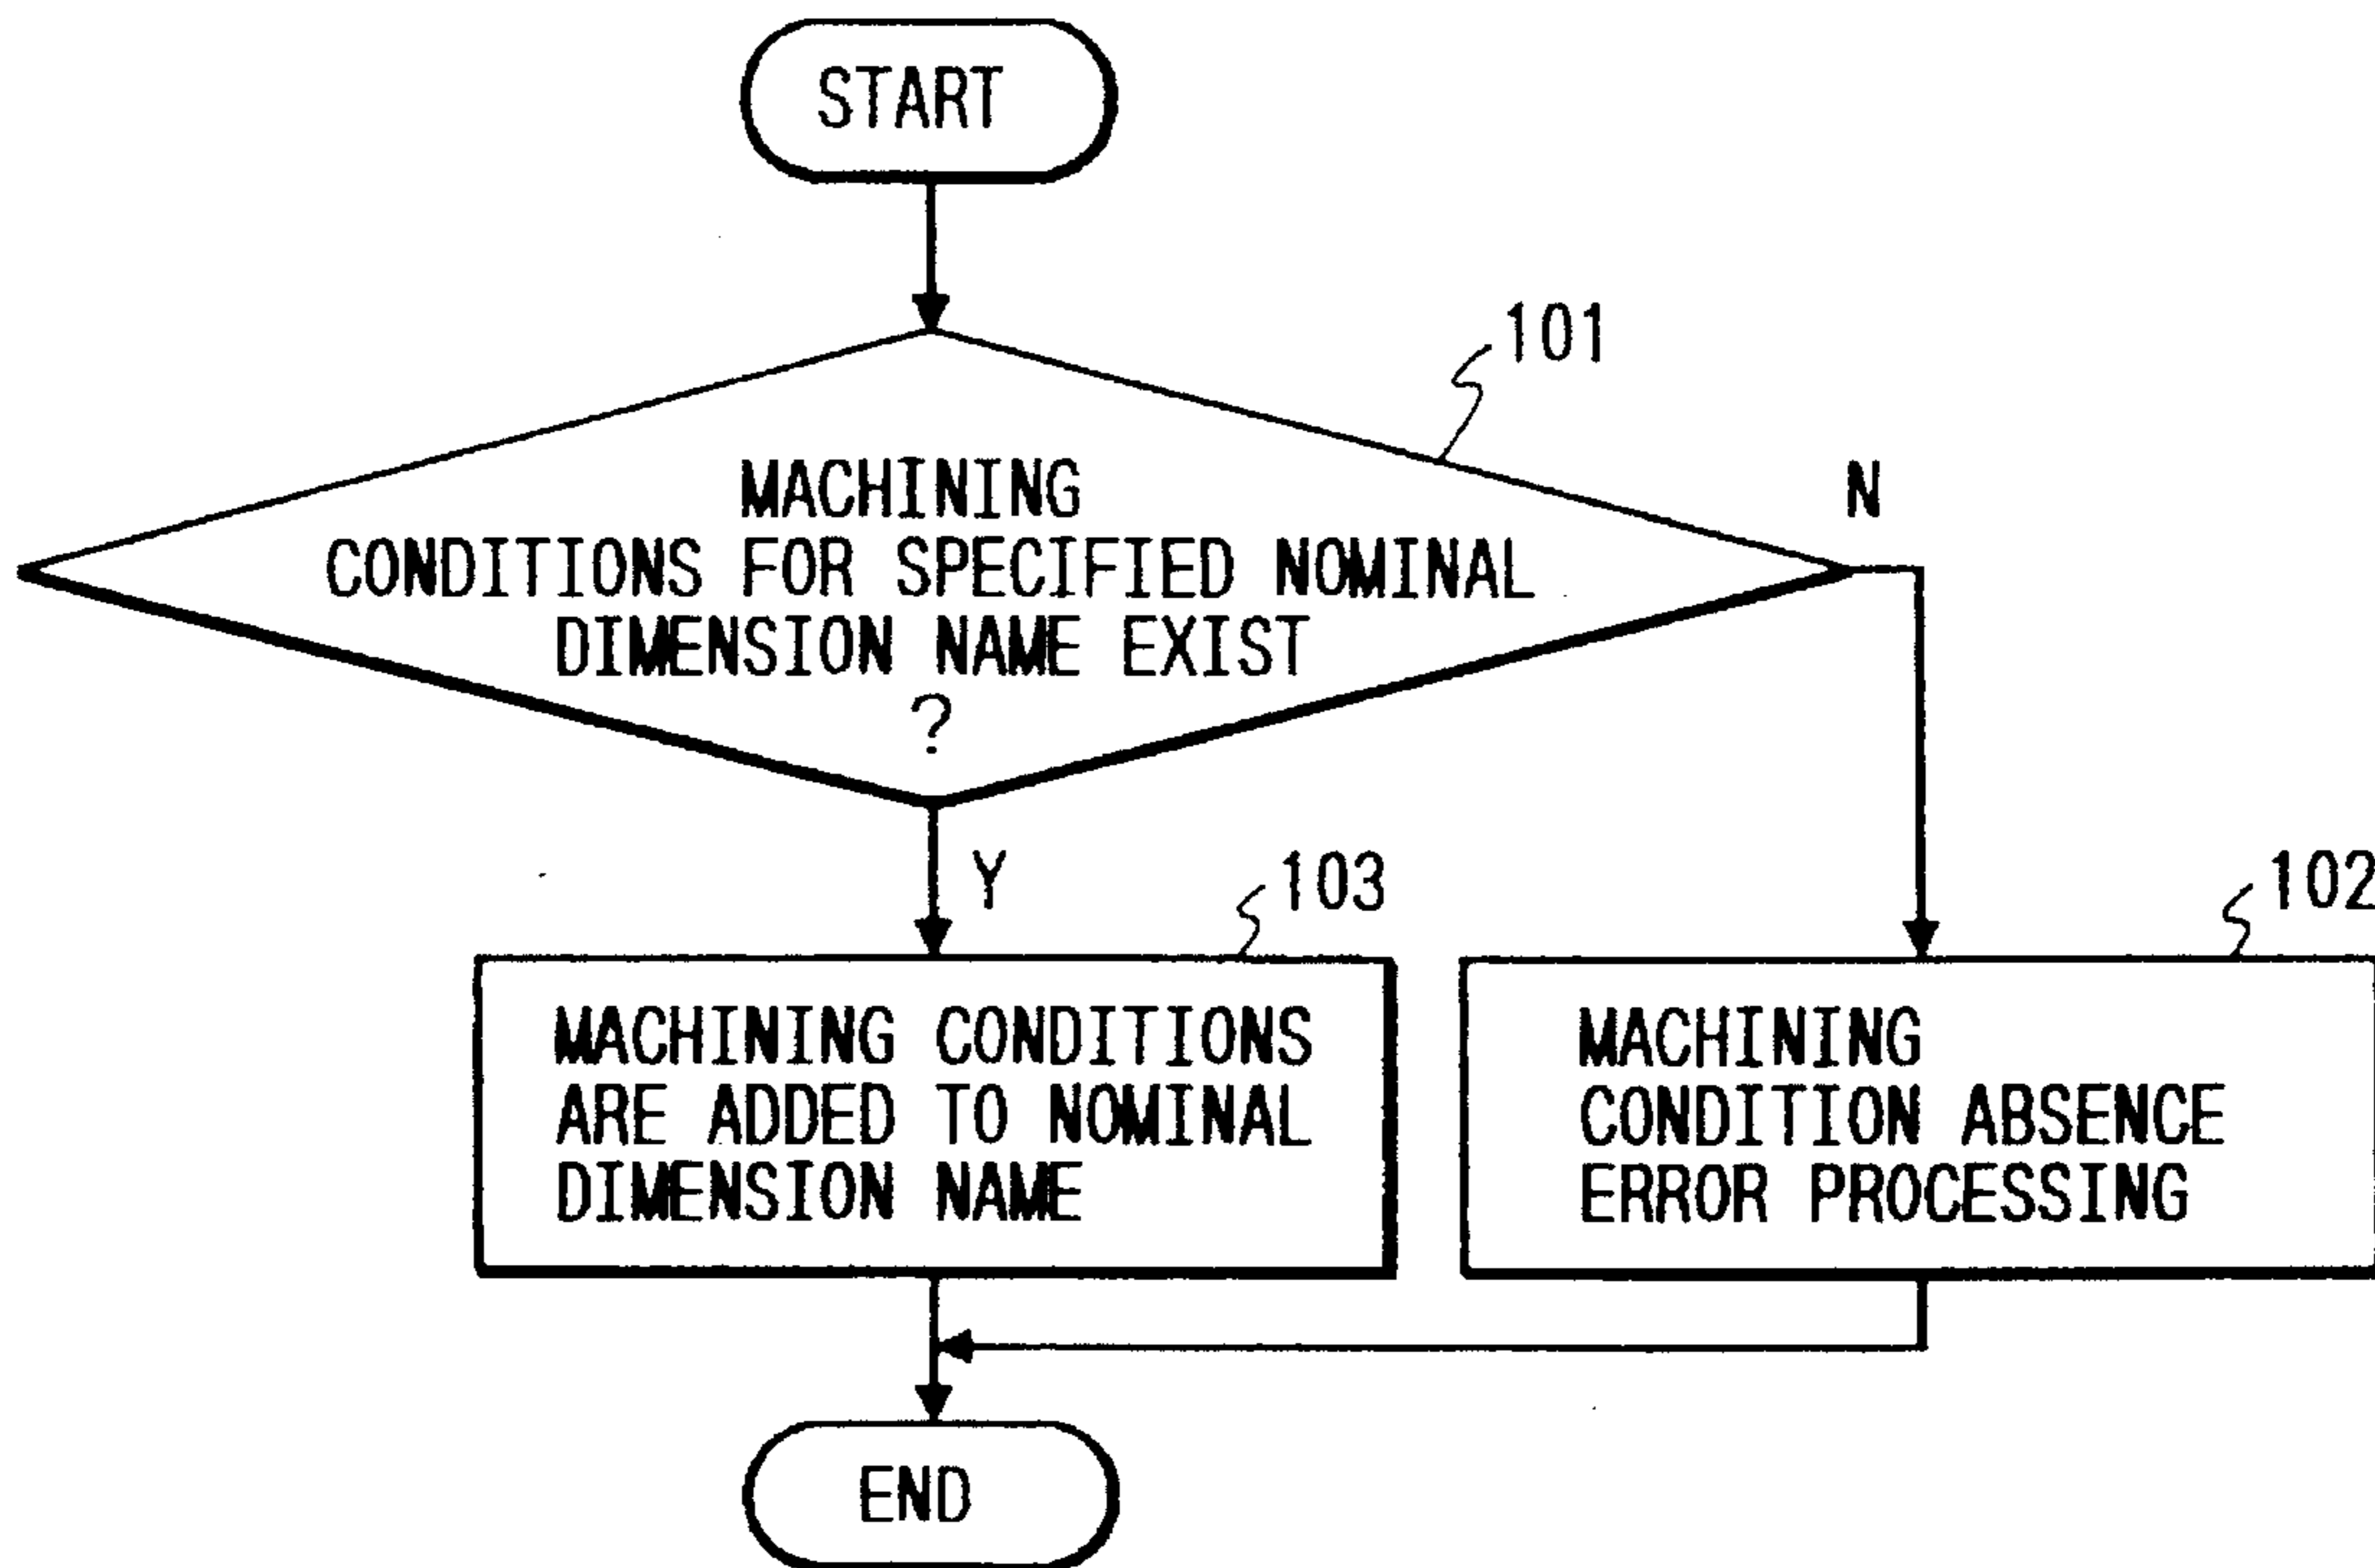 START
101
MACHINING
CONDITIONS FOR SPECIFIED NOMINAL
DIMENSION NAME EXIST
?
N
Y
103
MACHINING CONDITIONS
ARE ADDED TO NOMINAL
DIMENSION NAME
102
MACHINING
CONDITION ABSENCE
ERROR PROCESSING
END